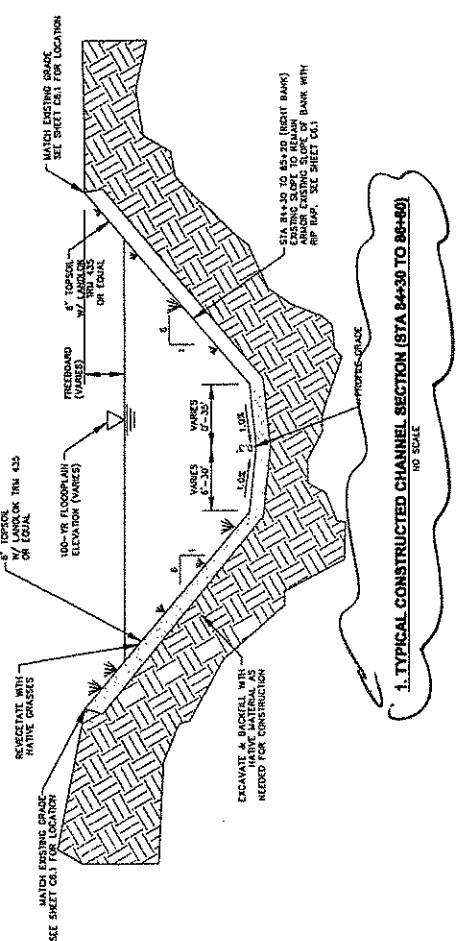 MATCH EXISTING GRADE
SEE SHEET C6.1 FOR LOCATION
REVEGETATE WITH
NATIVE GRASSES
6" TOPSOIL
W/ LANDLOK TRM 435
OR EQUAL
100-YR FLOODPLAIN
ELEVATION (VARIES)
FREEBOARD
(VARIES)
6" TOPSOIL
W/ LANDLOK
TRM 435
OR EQUAL
MATCH EXISTING GRADE
SEE SHEET C6.1 FOR LOCATION
6
1
VARIES
6'-30'
VARIES
0'-35'
1.0%
1.0%
6
1
EXCAVATE & BACKFILL WITH
NATIVE MATERIAL AS
NEEDED FOR CONSTRUCTION
PROFILE GRADE
STA 84+30 TO 85+20 (RIGHT BANK)
EXISTING SLOPE TO REMAIN
ARMOR EXISTING SLOPE OF BANK WITH
RIP RAP. SEE SHEET C6.1
1. TYPICAL CONSTRUCTED CHANNEL SECTION (STA 84+30 TO 86+60)
NO SCALE